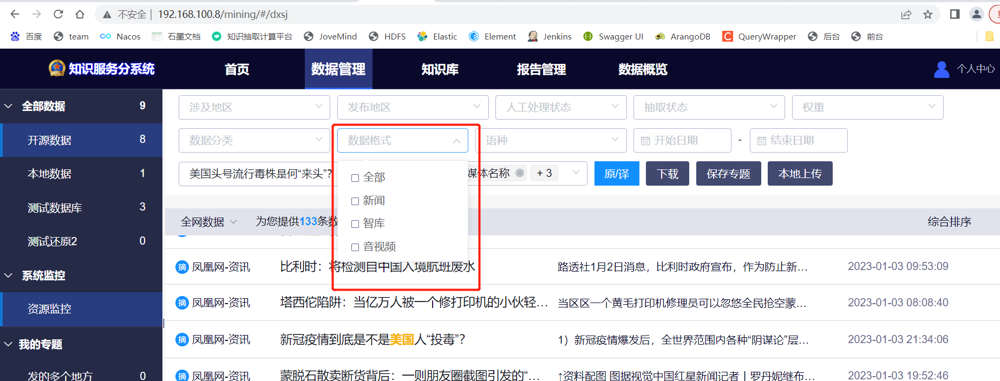 不安全 | 192.168.100.8/mining/#/dxsj
百度 team Nacos 石墨文档 知识抽取计算平台 JoveMind HDFS Elastic Element Jenkins Swagger UI ArangoDB QueryWrapper 后台 前台
知识服务分系统 首页 数据管理 知识库 报告管理 数据概览 个人中心
全部数据 9
开源数据 8
本地数据 1
测试数据库 3
测试还原2 0
系统监控
资源监控
我的专题
发的多个地方 0
涉及地区 发布地区 人工处理状态 抽取状态 权重
数据分类 数据格式 语种 开始日期 - 结束日期
美国头号流行毒株是何“来头”? 媒体名称 + 3 原/译 下载 保存专题 本地上传
全部
新闻
智库
音视频
全网数据 为您提供133条数 综合排序
摘 凤凰网-资讯 比利时：将检测自中国入境航班废水 路透社1月2日消息，比利时政府宣布，作为防止新... 2023-01-03 09:53:09
摘 凤凰网-资讯 塔西佗陷阱：当亿万人被一个修打印机的小伙轻... 当区区一个黄毛打印机修理员可以忽悠全民抢空蒙... 2023-01-03 08:08:40
摘 凤凰网-资讯 新冠疫情到底是不是美国人“投毒”? 1）新冠疫情爆发后，全世界范围内各种“阴谋论”层... 2023-01-03 21:34:06
摘 凤凰网-资讯 蒙脱石散卖断货背后：一则朋友圈截图引发的“... ↑资料配图 图据视觉中国红星新闻记者丨罗丹妮继布... 2023-01-03 19:52:46